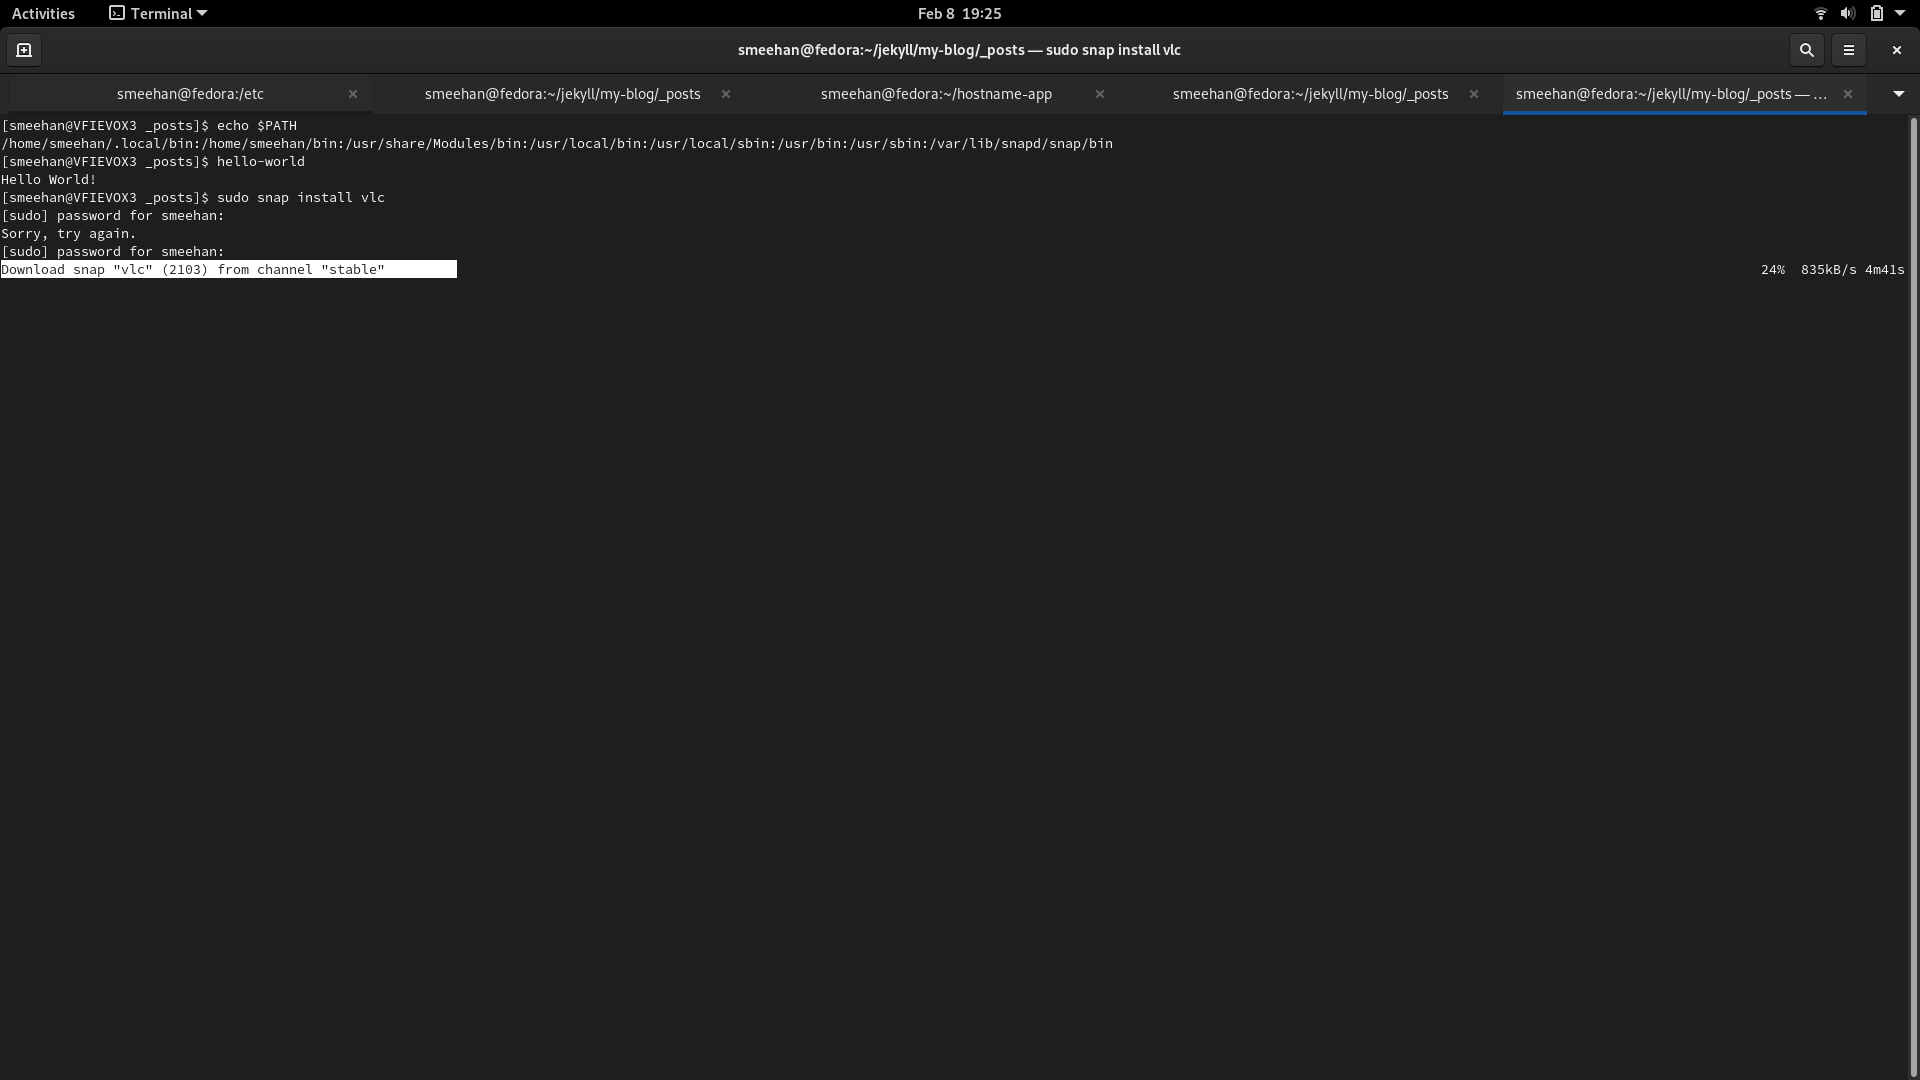 Activities Terminal Feb 8 19:25
smeehan@fedora:~/jekyll/my-blog/_posts — sudo snap install vlc
smeehan@fedora:/etc smeehan@fedora:~/jekyll/my-blog/_posts smeehan@fedora:~/hostname-app smeehan@fedora:~/jekyll/my-blog/_posts smeehan@fedora:~/jekyll/my-blog/_posts — ...
[smeehan@VFIEVOX3 _posts]$ echo $PATH
/home/smeehan/.local/bin:/home/smeehan/bin:/usr/share/Modules/bin:/usr/local/bin:/usr/local/sbin:/usr/bin:/usr/sbin:/var/lib/snapd/snap/bin
[smeehan@VFIEVOX3 _posts]$ hello-world
Hello World!
[smeehan@VFIEVOX3 _posts]$ sudo snap install vlc
[sudo] password for smeehan:
Sorry, try again.
[sudo] password for smeehan:
Download snap "vlc" (2103) from channel "stable" 24% 835kB/s 4m41s